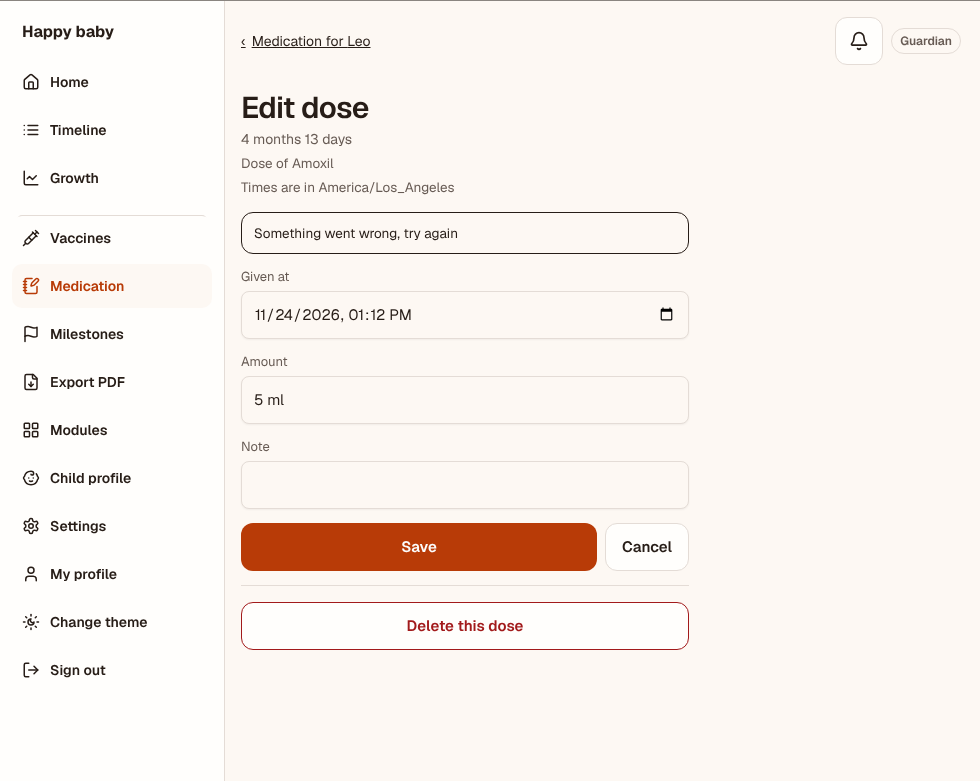 Happy baby
Home
Timeline
Growth
Vaccines
Medication
Milestones
Export PDF
Modules
Child profile
Settings
My profile
Change theme
Sign out
‹ Medication for Leo
Guardian
Edit dose
4 months 13 days
Dose of Amoxil
Times are in America/Los_Angeles
Something went wrong, try again
Given at
11/24/2026, 01:12 PM
Amount
5 ml
Note
Save
Cancel
Delete this dose